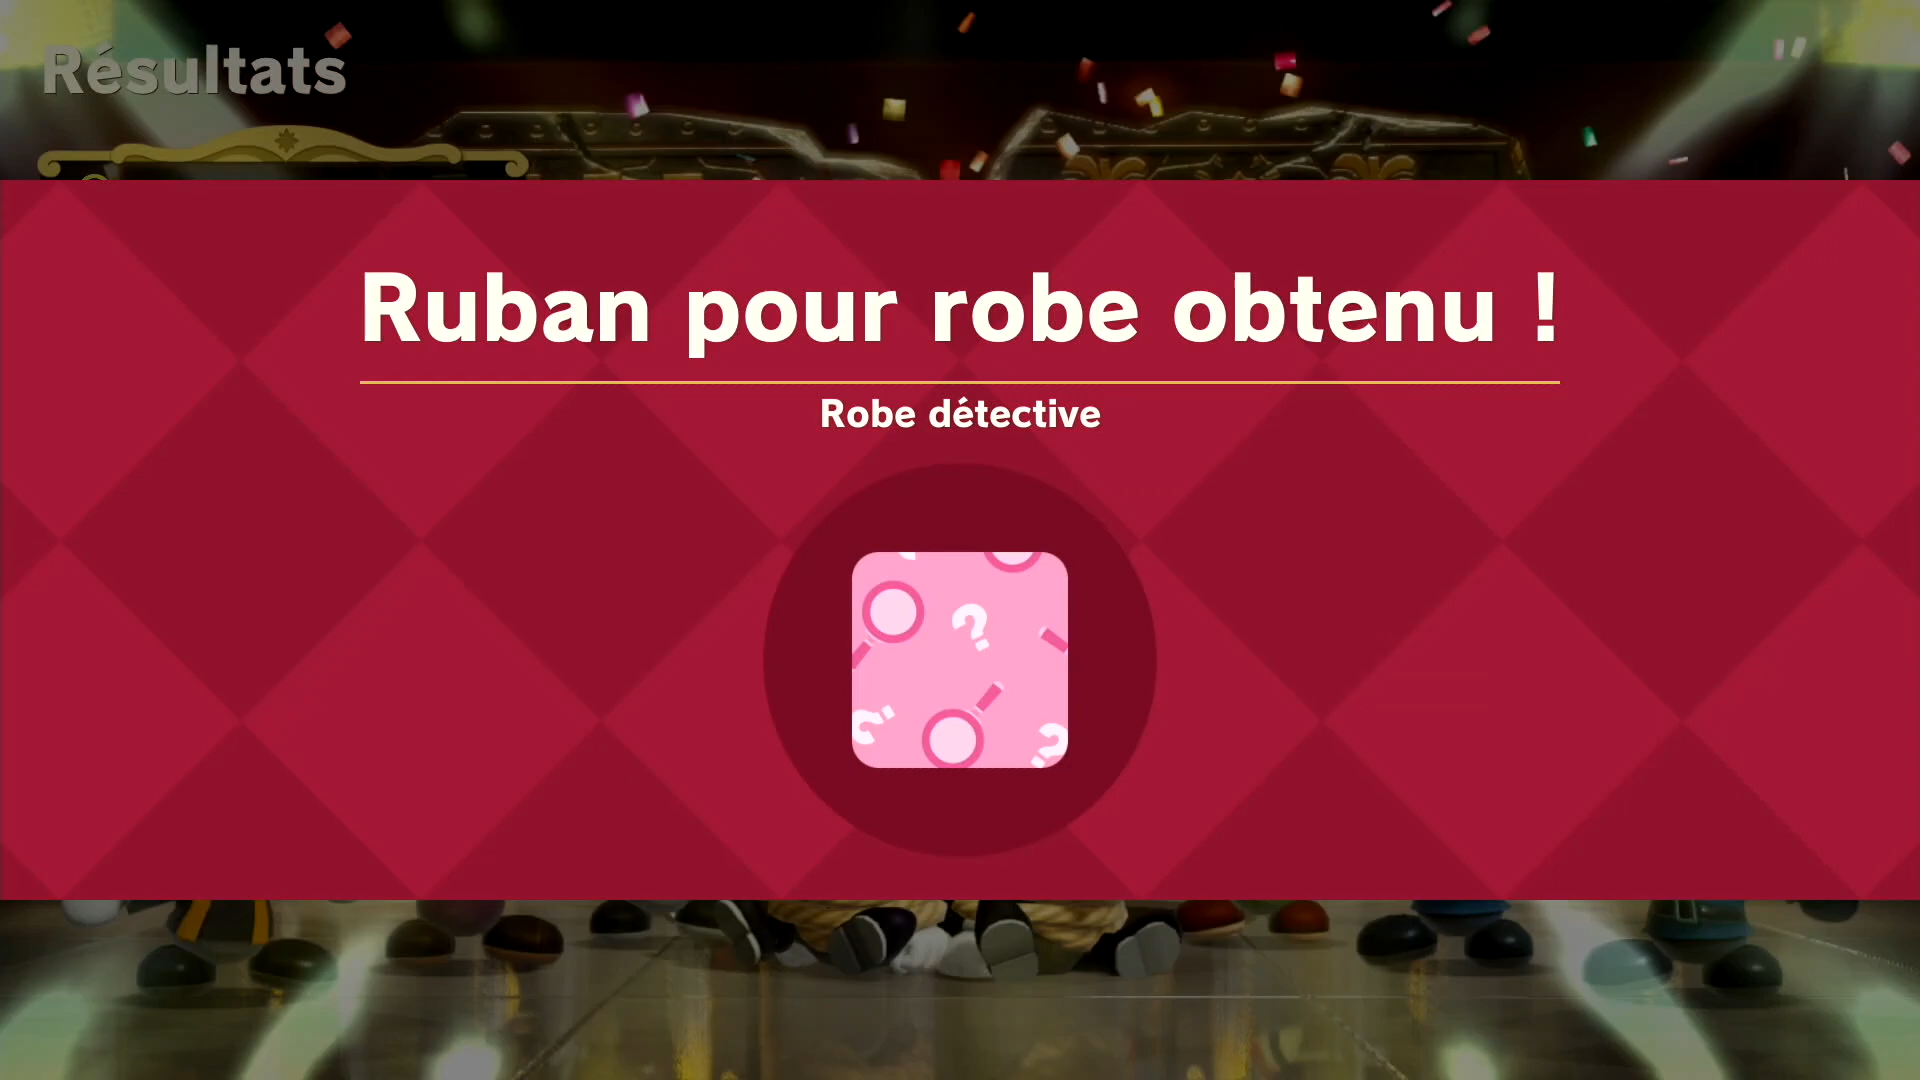 Résultats
Ruban pour robe obtenu !
Robe détective
? ? ? ?